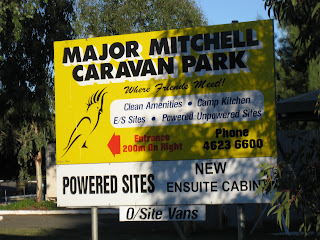 MAJOR MITCHELL
CARAVAN PARK
Where Friends Meet!!
Clean Amenities • Camp Kitchen
E/S Sites • Powered Unpowered Sites
Entrance
200m On Right
Phone
4623 6600
POWERED SITES
NEW
ENSUITE CABIN
O/Site Vans